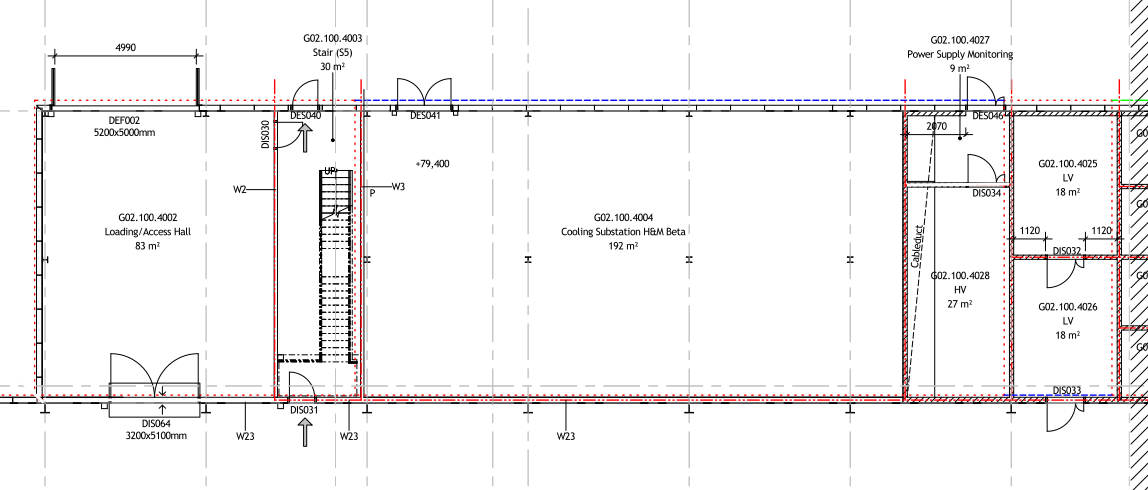 G02.100.4003
Stair (S5)
30 m²
G02.100.4027
Power Supply Monitoring
9 m²
4990
DEF002
5200x5000mm
DIS030
DES040
DES041
DES046
2070
+79,400
UP
W2
W3
P
G02.100.4025
LV
18 m²
DIS034
G02.100.4002
Loading/Access Hall
83 m²
G02.100.4004
Cooling Substation H&M Beta
192 m²
1120
1120
DIS032
Cableduct
G02.100.4028
HV
27 m²
G02.100.4026
LV
18 m²
DIS033
DIS031
DIS064
3200x5100mm
W23
W23
W23